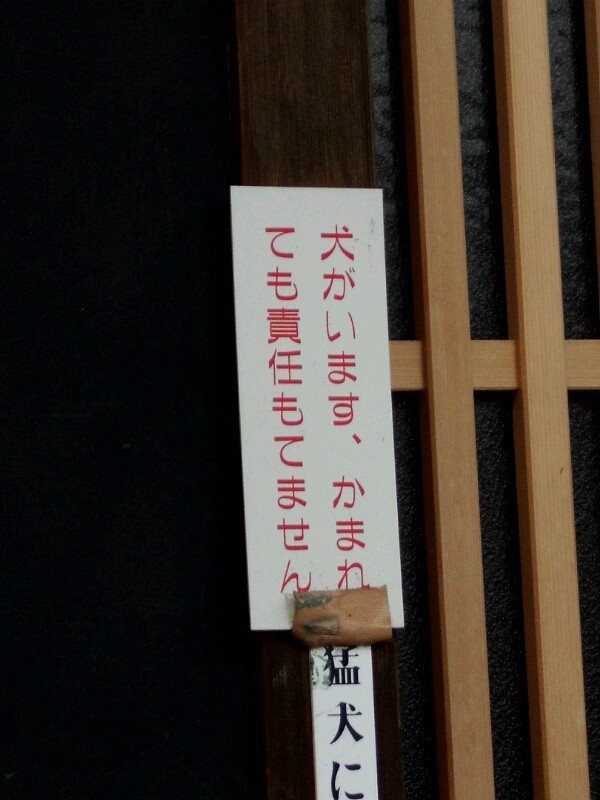 犬がいます、かまれ
ても責任もてません
猛犬に